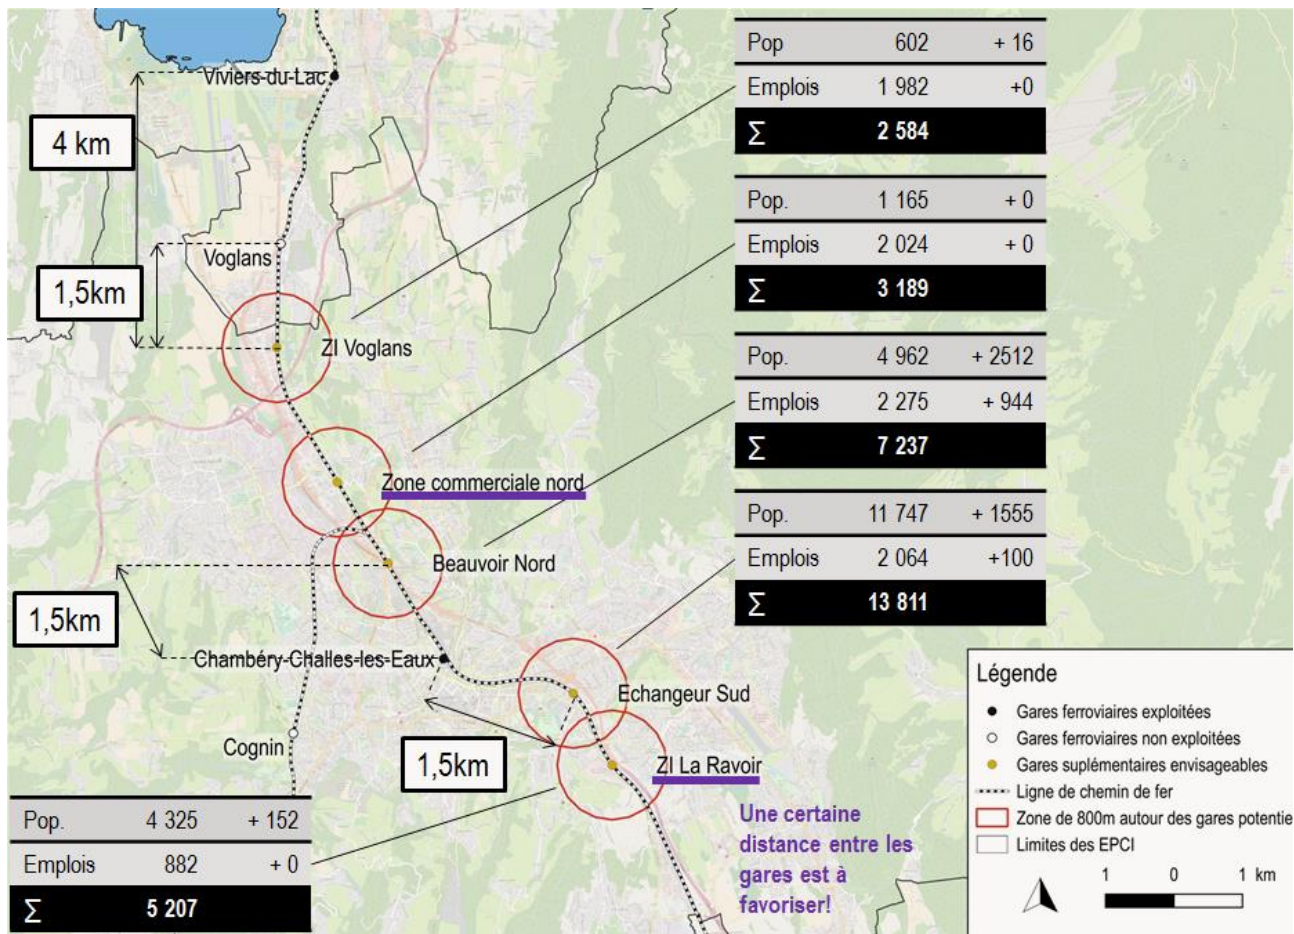 Viviers-du-Lac
4 km
Voglans
1,5km
ZI Voglans
Zone commerciale nord
Beauvoir Nord
1,5km
Chambéry-Challes-les-Eaux
Echangeur Sud
Cognin
1,5km
ZI La Ravoir
Une certaine
distance entre les
gares est à
favoriser!
Pop 602 + 16
Emplois 1 982 +0
∑ 2 584
Pop. 1 165 + 0
Emplois 2 024 + 0
∑ 3 189
Pop. 4 962 + 2512
Emplois 2 275 + 944
∑ 7 237
Pop. 11 747 + 1555
Emplois 2 064 +100
∑ 13 811
Pop. 4 325 + 152
Emplois 882 + 0
∑ 5 207
Légende
Gares ferroviaires exploitées
Gares ferroviaires non exploitées
Gares suplémentaires envisageables
Ligne de chemin de fer
Zone de 800m autour des gares potentie
Limites des EPCI
1 0 1 km